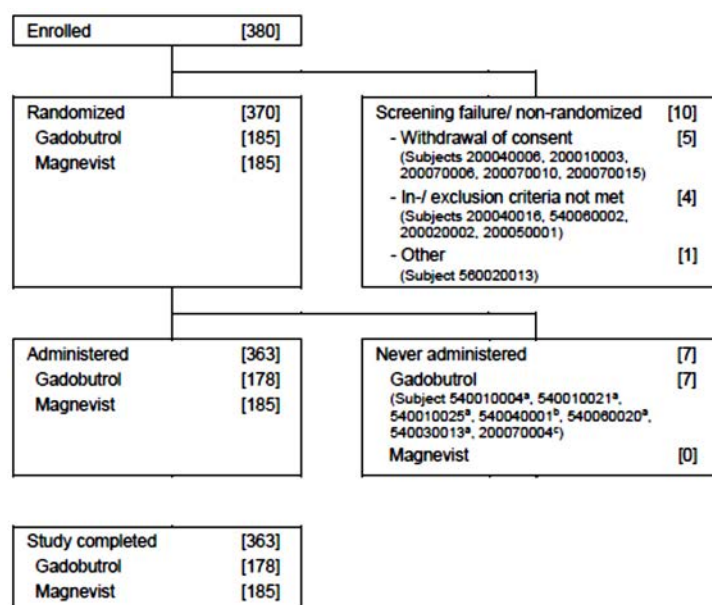 Enrolled [380]
Randomized [370]
Gadobutrol [185]
Magnevist [185]
Screening failure/ non-randomized [10]
- Withdrawal of consent [5]
(Subjects 200040006, 200010003,
200070006, 200070010, 200070015)
- In-/ exclusion criteria not met [4]
(Subjects 200040016, 540060002,
200020002, 200050001)
- Other [1]
(Subject 560020013)
Administered [363]
Gadobutrol [178]
Magnevist [185]
Never administered [7]
Gadobutrol [7]
(Subject 540010004ᵃ, 540010021ᵃ,
540010025ᵃ, 540040001ᵇ, 540060020ᵃ,
540030013ᵃ, 200070004ᶜ)
Magnevist [0]
Study completed [363]
Gadobutrol [178]
Magnevist [185]